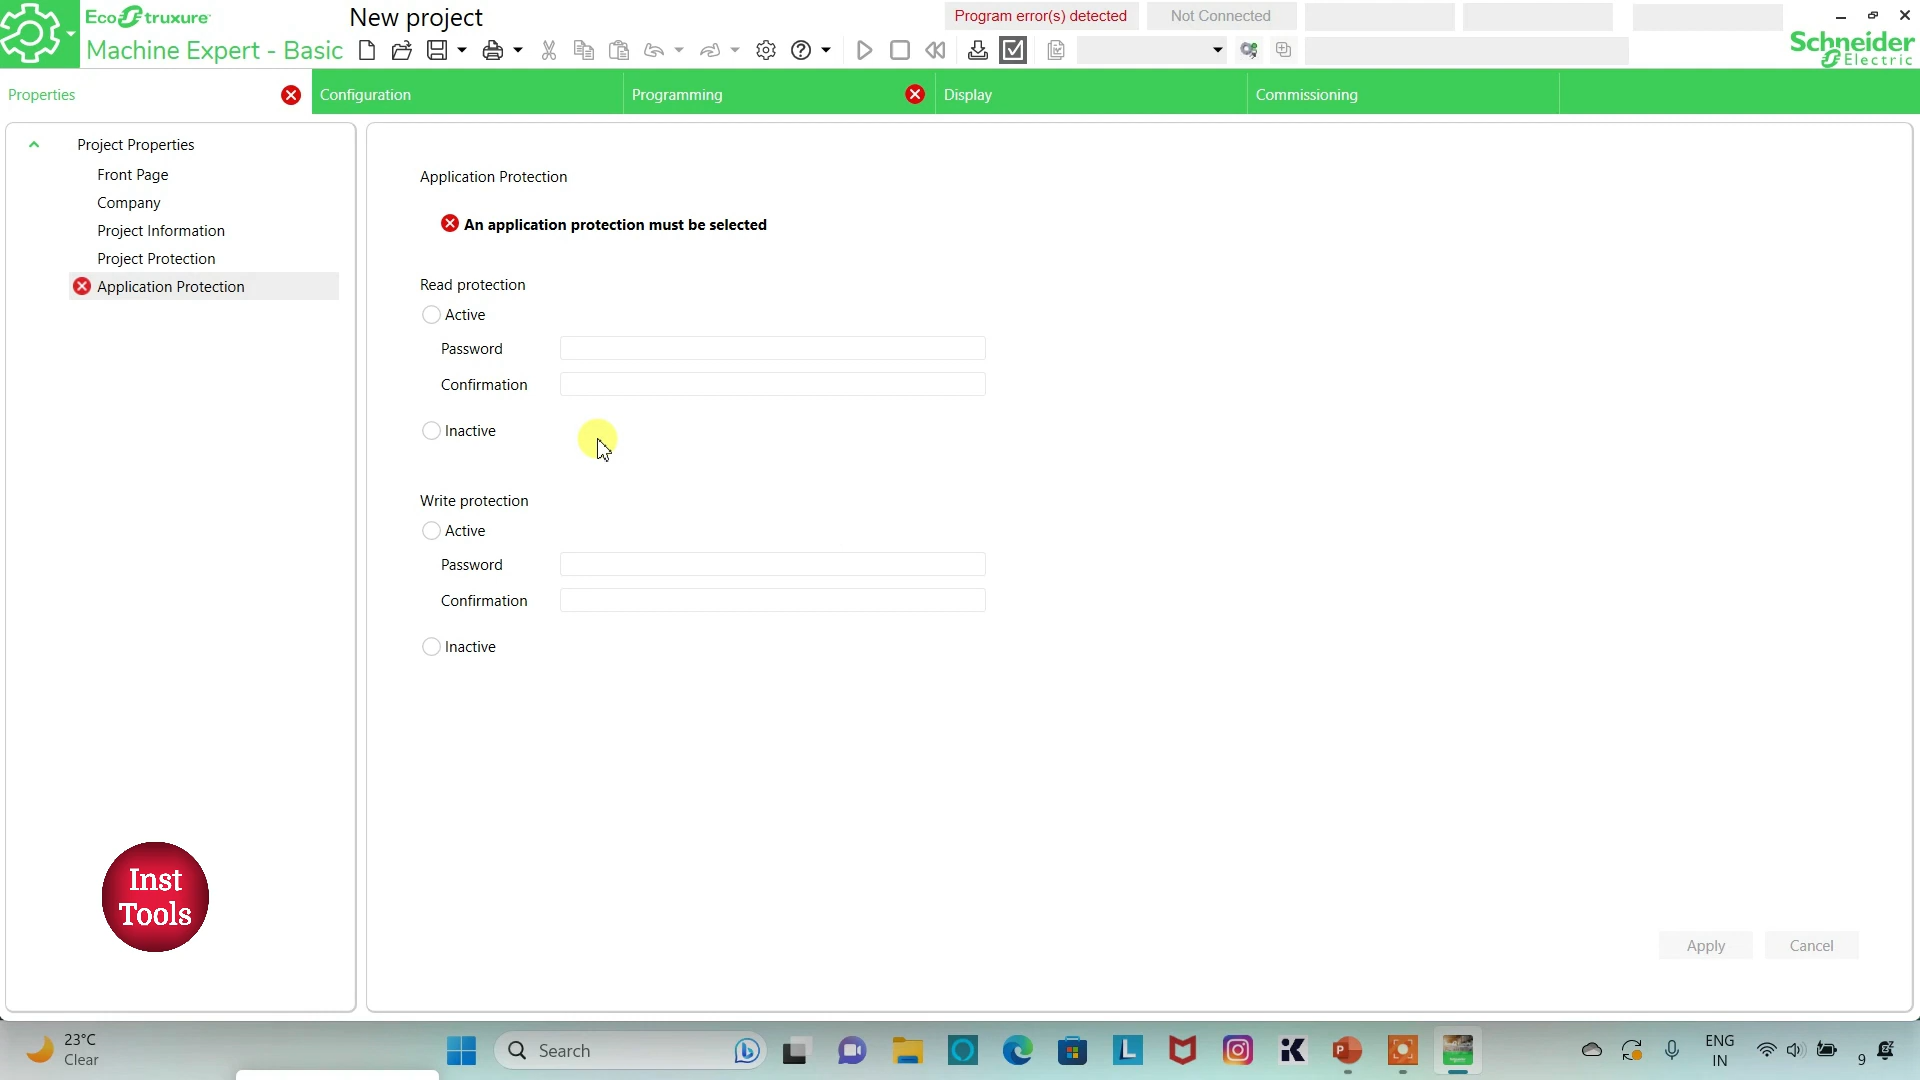 EcoStruxure
New project
Program error(s) detected
Not Connected
Machine Expert - Basic
Schneider
Electric
Properties
Configuration
Programming
Display
Commissioning
Project Properties
Front Page
Company
Project Information
Project Protection
Application Protection
Application Protection
An application protection must be selected
Read protection
Active
Password
Confirmation
Inactive
Write protection
Active
Password
Confirmation
Inactive
Inst
Tools
Apply
Cancel
23°C
Clear
Search
ENG
IN
9